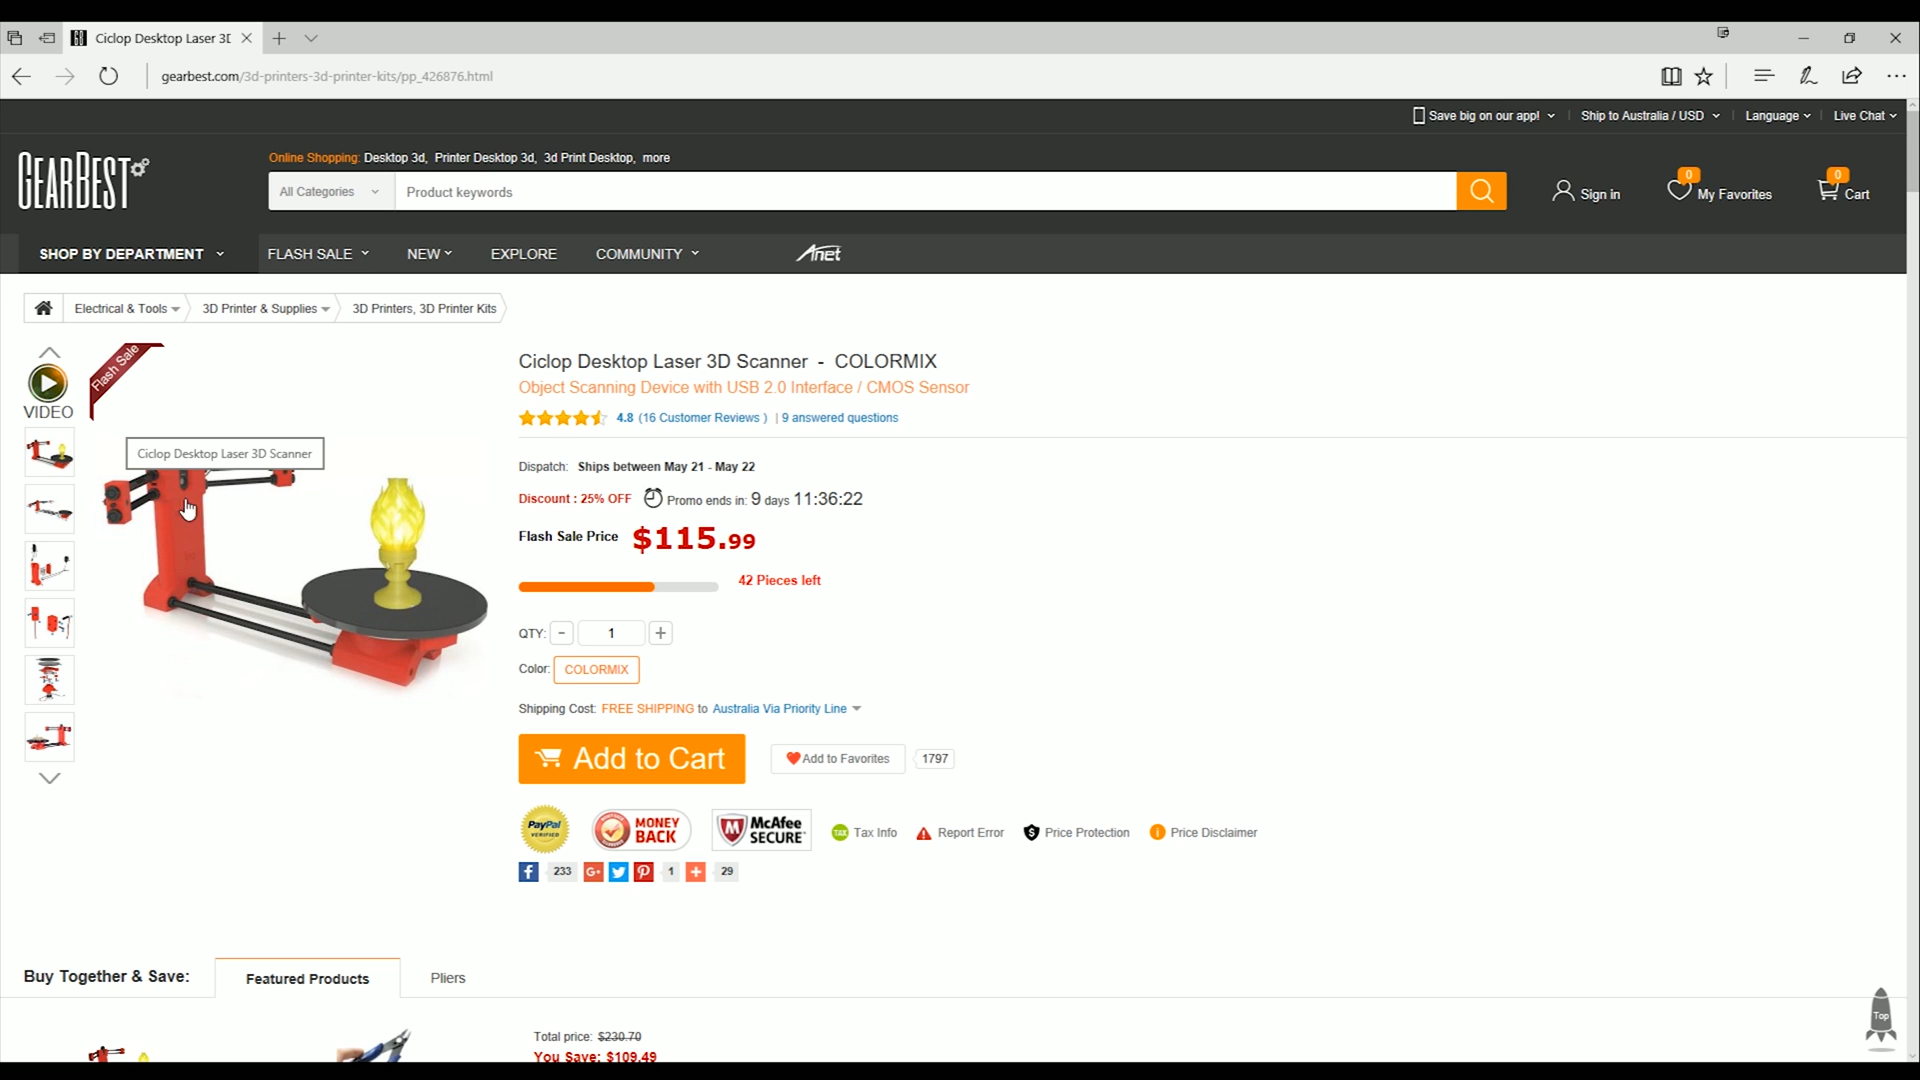 Ciclop Desktop Laser 3D
gearbest.com/3d-printers-3d-printer-kits/pp_426876.html
Save big on our app! Ship to Australia / USD Language Live Chat
GEARBEST
Online Shopping: Desktop 3d, Printer Desktop 3d, 3d Print Desktop, more
All Categories Product keywords
Sign in 0 My Favorites 0 Cart
SHOP BY DEPARTMENT FLASH SALE NEW EXPLORE COMMUNITY Anet
Electrical & Tools 3D Printer & Supplies 3D Printers, 3D Printer Kits
Flash Sale
VIDEO
Ciclop Desktop Laser 3D Scanner
Ciclop Desktop Laser 3D Scanner - COLORMIX
Object Scanning Device with USB 2.0 Interface / CMOS Sensor
4.8 (16 Customer Reviews ) | 9 answered questions
Dispatch: Ships between May 21 - May 22
Discount : 25% OFF Promo ends in: 9 days 11:36:22
Flash Sale Price $115.99
42 Pieces left
QTY: - 1 +
Color: COLORMIX
Shipping Cost: FREE SHIPPING to Australia Via Priority Line
Add to Cart Add to Favorites 1797
PayPal VERIFIED MONEY BACK McAfee SECURE TAX Tax Info Report Error Price Protection Price Disclaimer
f 233 G+ 1 + 29
Buy Together & Save: Featured Products Pliers
Top
Total price: $230.70
You Save: $109.49